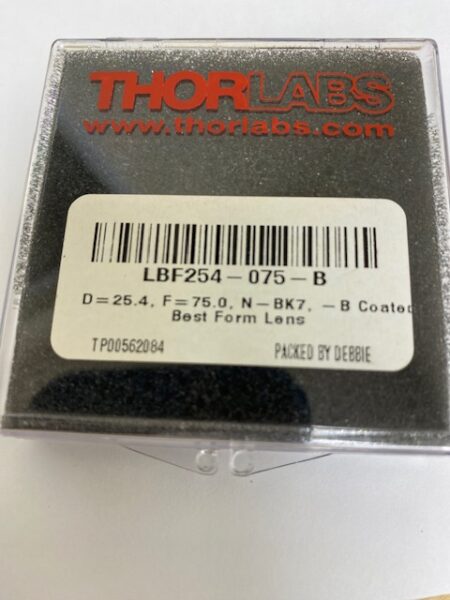 THORLABS
www.thorlabs.com
LBF254-075-B
D=25.4, F=75.0, N-BK7, -B Coated
Best Form Lens
TP00562084 PACKED BY DEBBIE